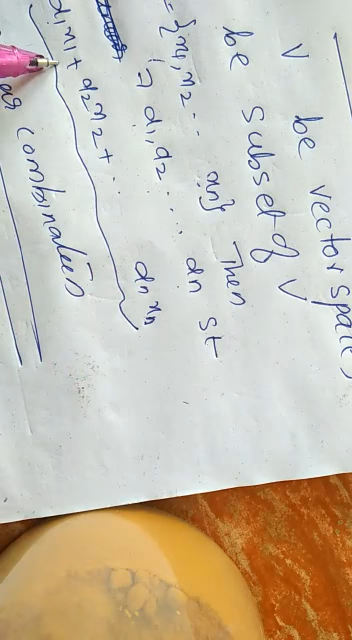 V be vector space
be subset of V
= {x1, x2.. xn} Then
∃ α1, α2 .... αn st
α1x1 + α2x2 + ... αnxn
combination